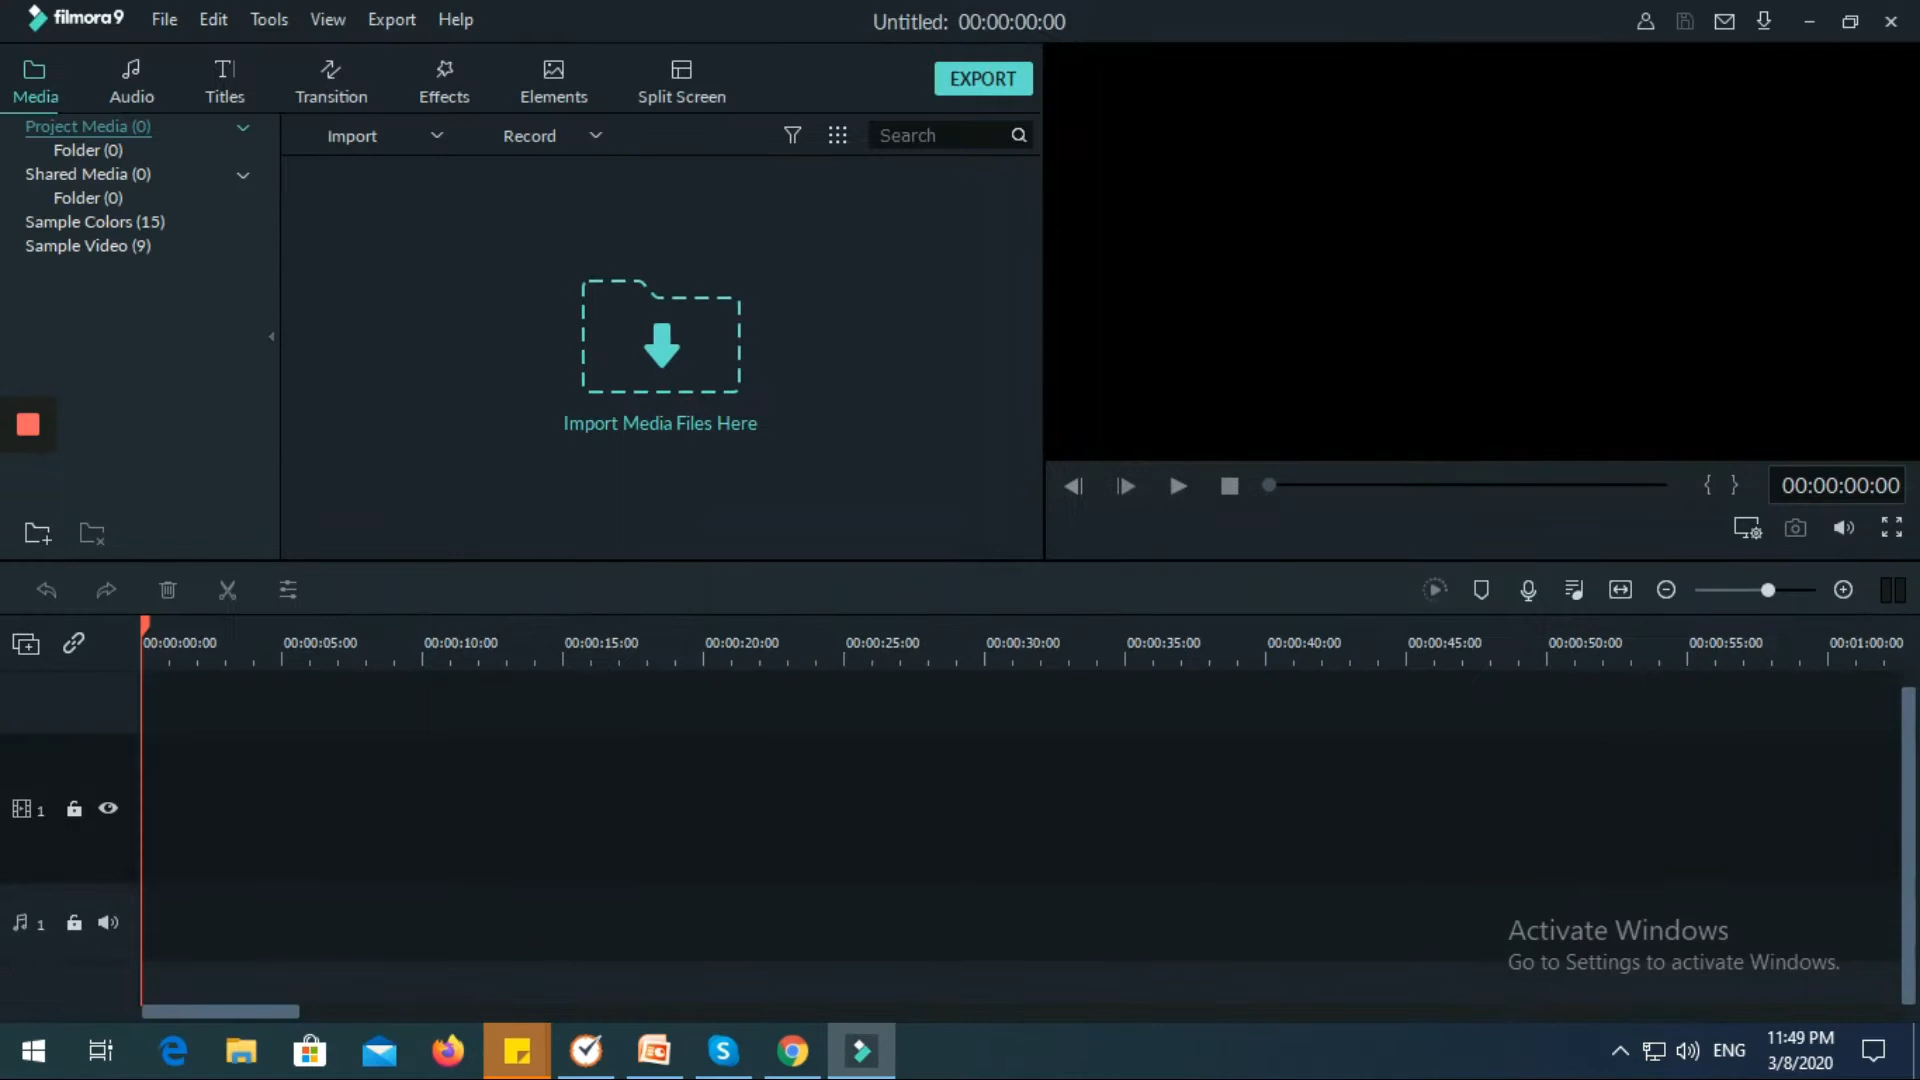 filmora9 File Edit Tools View Export Help
Untitled: 00:00:00:00
Media Audio Titles Transition Effects Elements Split Screen
EXPORT
Project Media (0)
Folder (0)
Shared Media (0)
Folder (0)
Sample Colors (15)
Sample Video (9)
Import Record Search
Import Media Files Here
{ } 00:00:00:00
00:00:00:00 00:00:05:00 00:00:10:00 00:00:15:00 00:00:20:00 00:00:25:00 00:00:30:00 00:00:35:00 00:00:40:00 00:00:45:00 00:00:50:00 00:00:55:00 00:01:00:00
1
1
Activate Windows
Go to Settings to activate Windows.
ENG
11:49 PM
3/8/2020